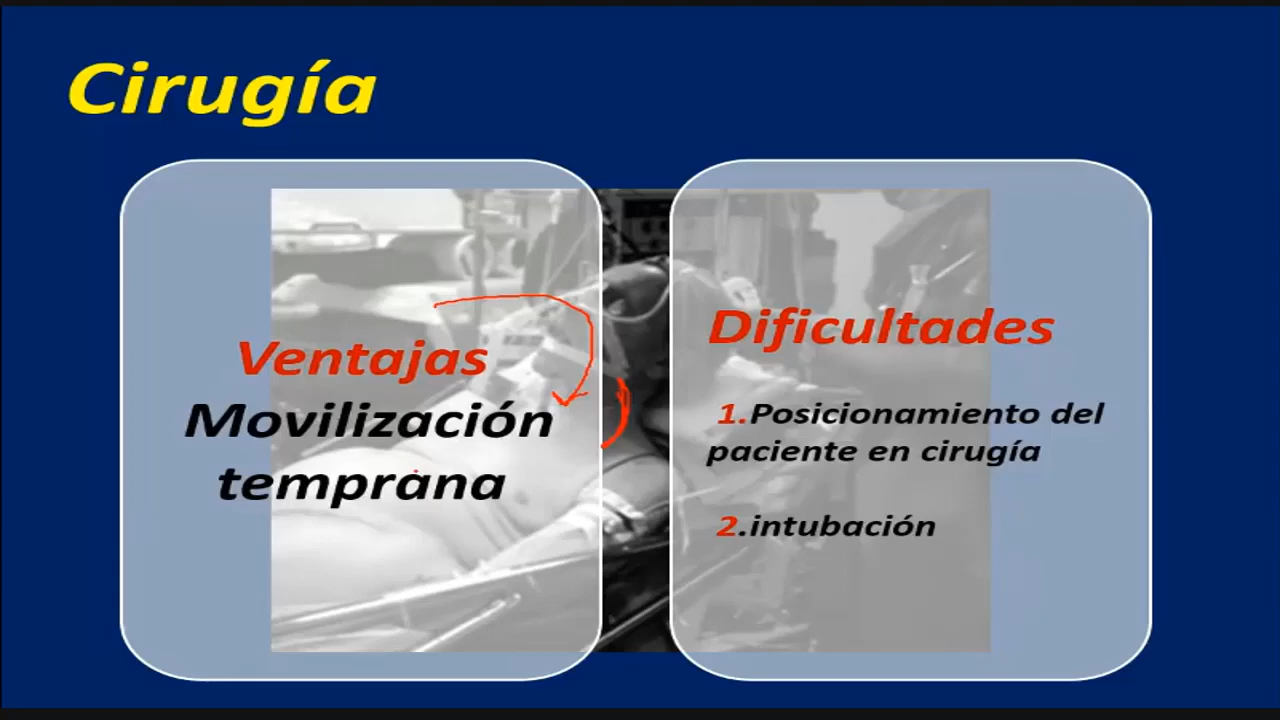 Cirugía
Ventajas
Movilización
temprana
Dificultades
1.Posicionamiento del
paciente en cirugía
2.intubación